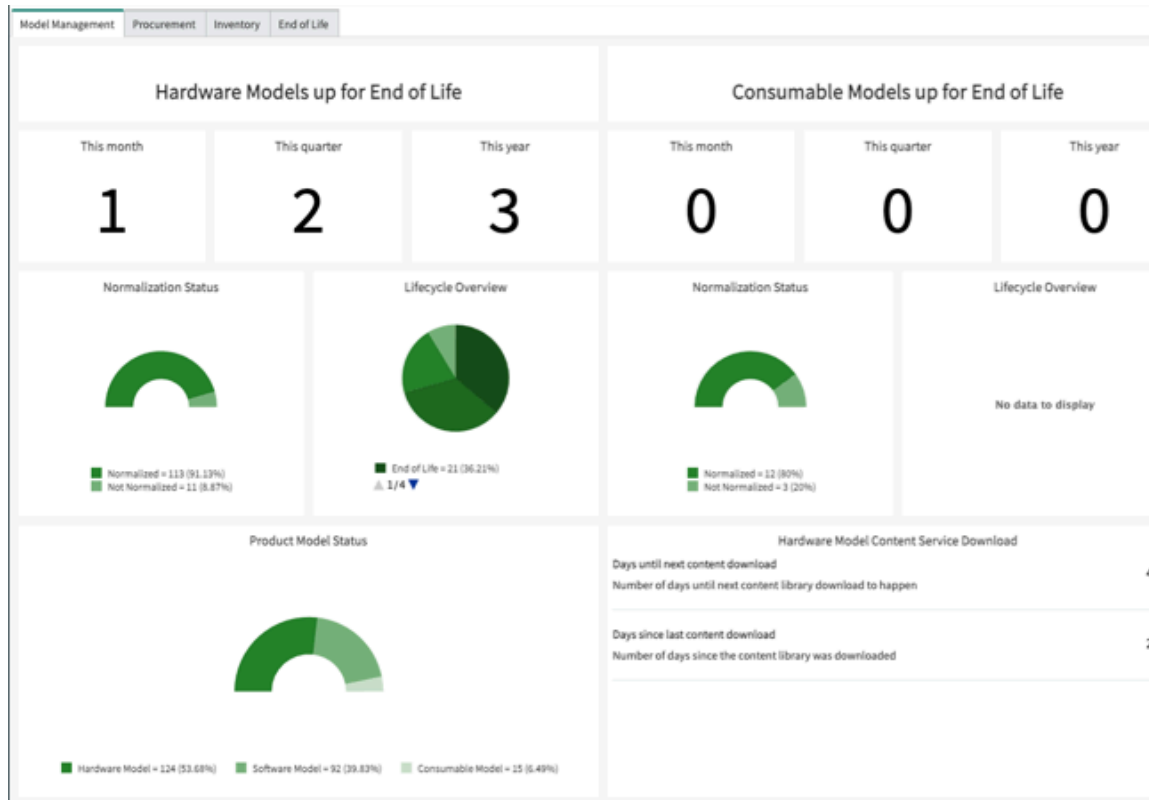 Model Management
Procurement
Inventory
End of Life
Hardware Models up for End of Life
Consumable Models up for End of Life
This month
This quarter
This year
This month
This quarter
This year
1
2
3
0
0
0
Normalization Status
Lifecycle Overview
Normalization Status
Lifecycle Overview
No data to display
Normalized = 113 (91.13%)
Not Normalized = 11 (8.87%)
End of Life = 21 (36.21%)
1/4
Normalized = 12 (80%)
Not Normalized = 3 (20%)
Product Model Status
Hardware Model = 124 (53.68%)
Software Model = 92 (39.83%)
Consumable Model = 15 (6.49%)
Hardware Model Content Service Download
Days until next content download
Number of days until next content library download to happen
Days since last content download
Number of days since the content library was downloaded